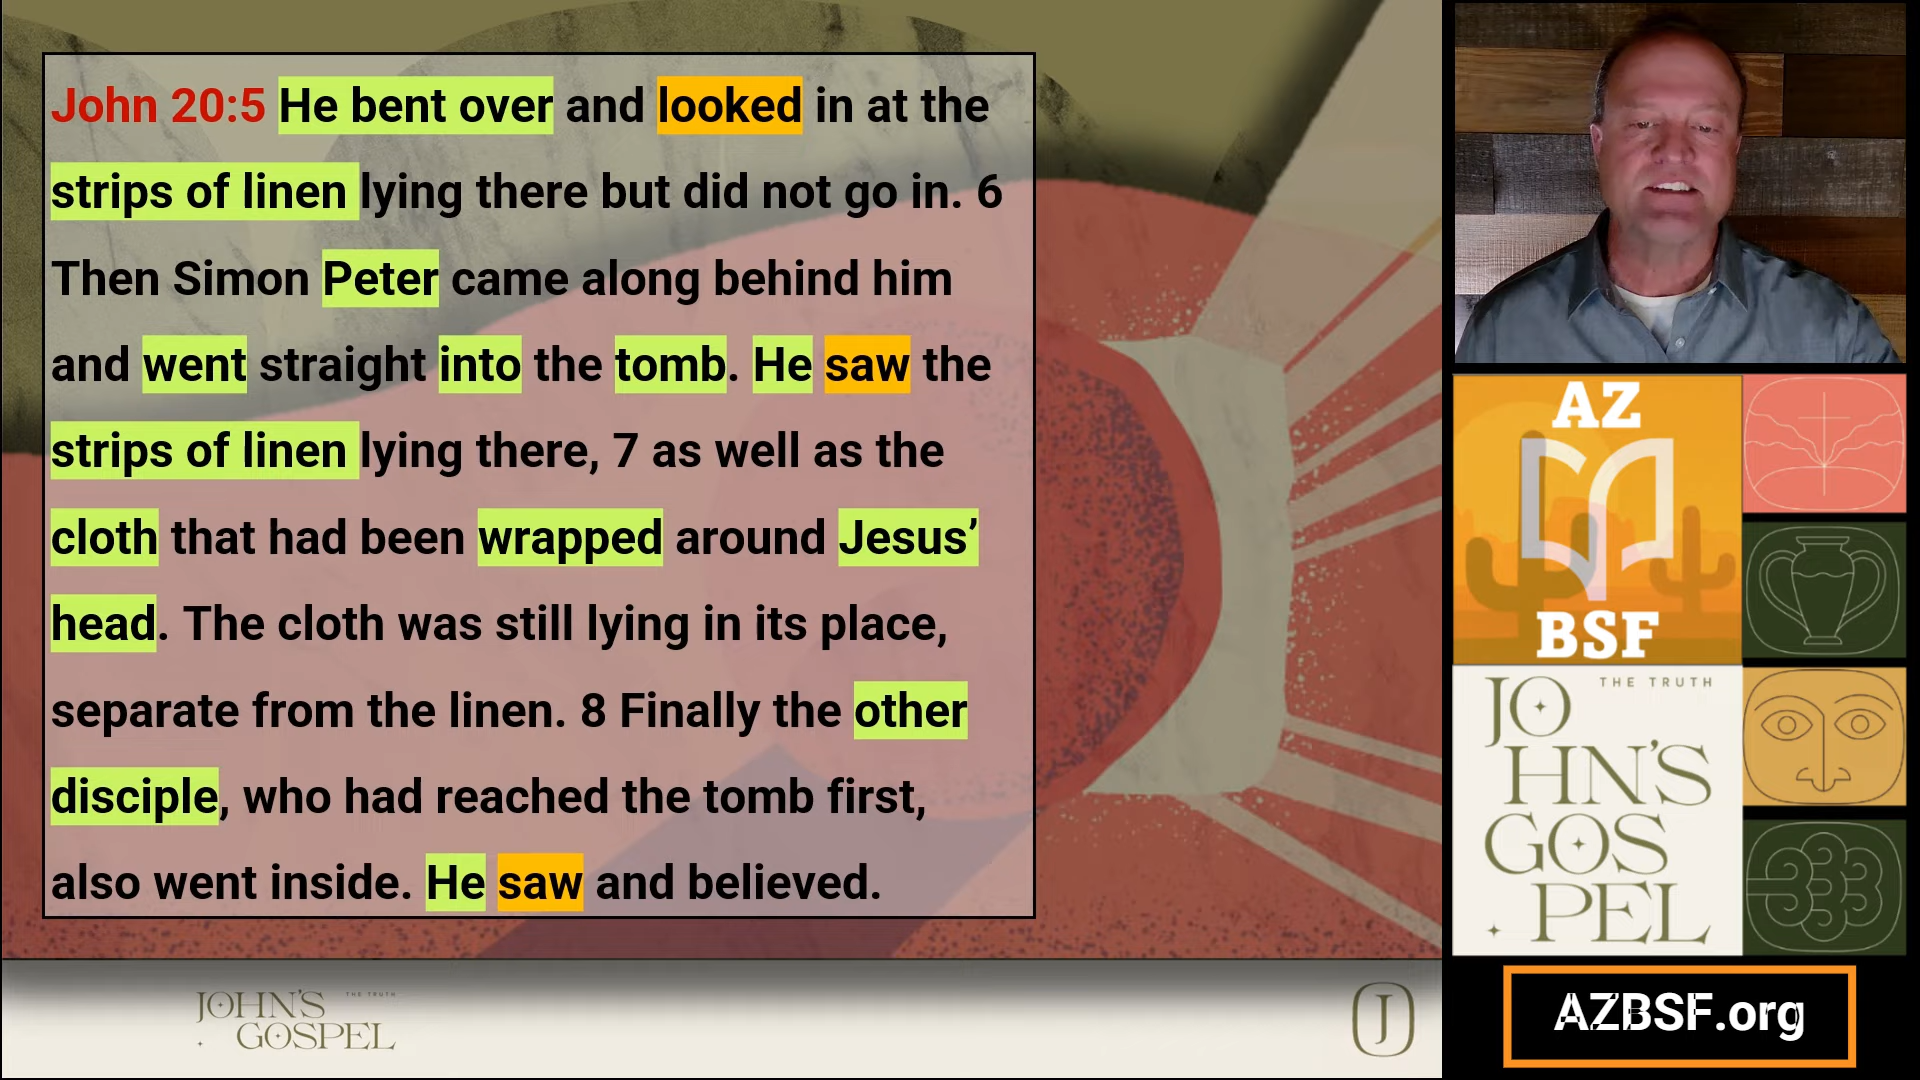 John 20:5 He bent over and looked in at the
strips of linen lying there but did not go in. 6
Then Simon Peter came along behind him
and went straight into the tomb. He saw the
strips of linen lying there, 7 as well as the
cloth that had been wrapped around Jesus’
head. The cloth was still lying in its place,
separate from the linen. 8 Finally the other
disciple, who had reached the tomb first,
also went inside. He saw and believed.
JOHN'S THE TRUTH
GOSPEL
J
AZ
BSF
JO THE TRUTH
HN'S
GOS
PEL
AZBSF.org